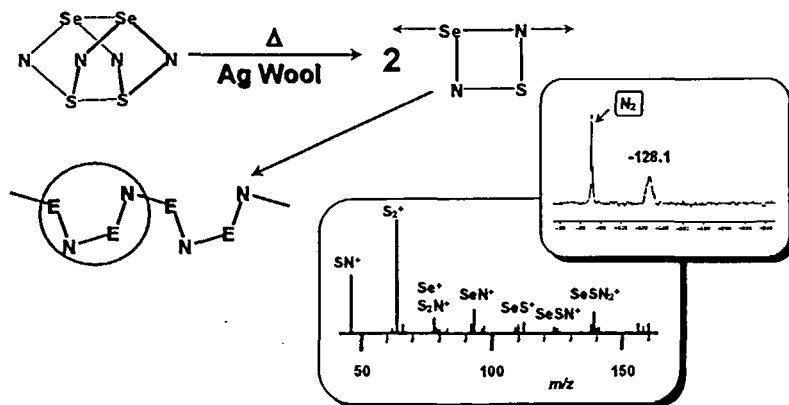 Se Se
N N N N
S S
Δ
Ag Wool
2
Se N
N S
N₂
-128.1
E N E N
N E N E
SN⁺
S₂⁺
Se⁺
S₂N⁺
SeN⁺
SeS⁺
SeSN⁺
SeSN₂⁺
50 100 150
m/z